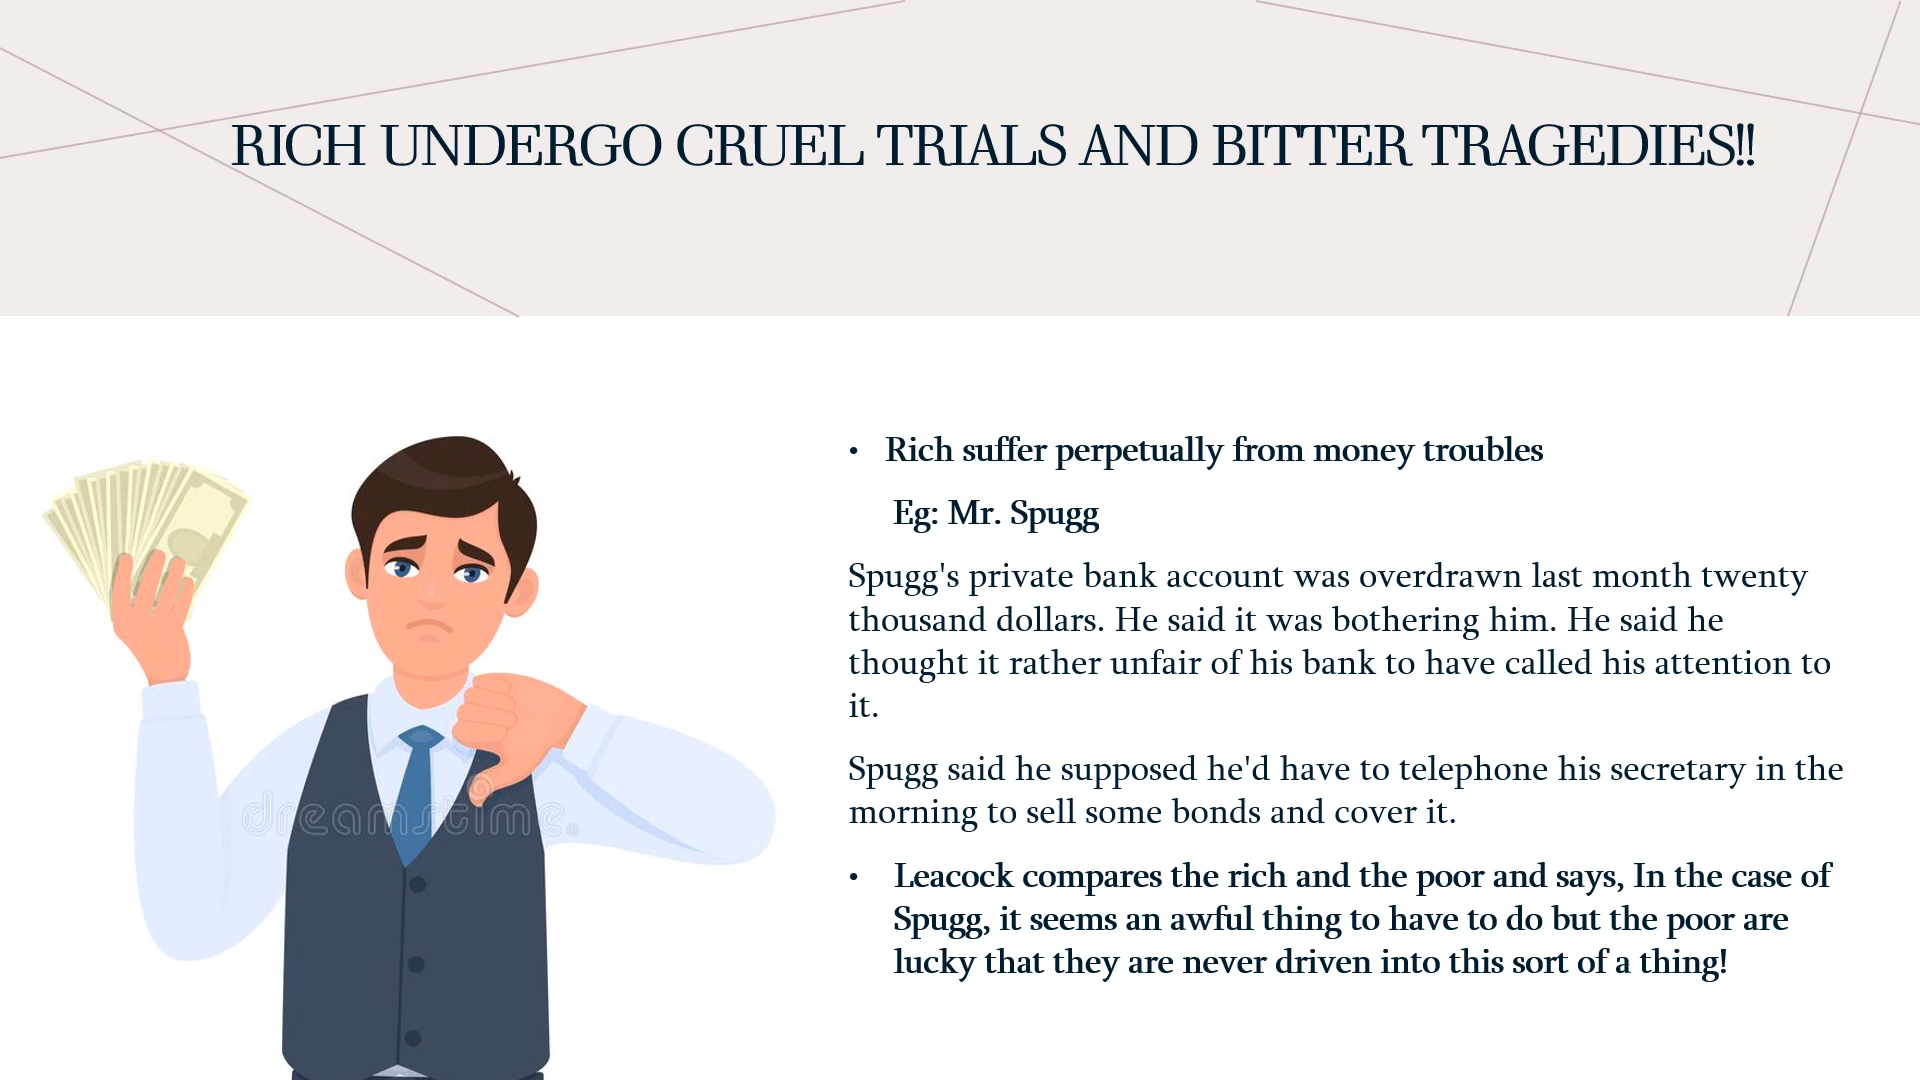 RICH UNDERGO CRUEL TRIALS AND BITTER TRAGEDIES!!
• Rich suffer perpetually from money troubles
Eg: Mr. Spugg
Spugg's private bank account was overdrawn last month twenty
thousand dollars. He said it was bothering him. He said he
thought it rather unfair of his bank to have called his attention to
it.
Spugg said he supposed he'd have to telephone his secretary in the
morning to sell some bonds and cover it.
• Leacock compares the rich and the poor and says, In the case of
Spugg, it seems an awful thing to have to do but the poor are
lucky that they are never driven into this sort of a thing!
dreamstime.